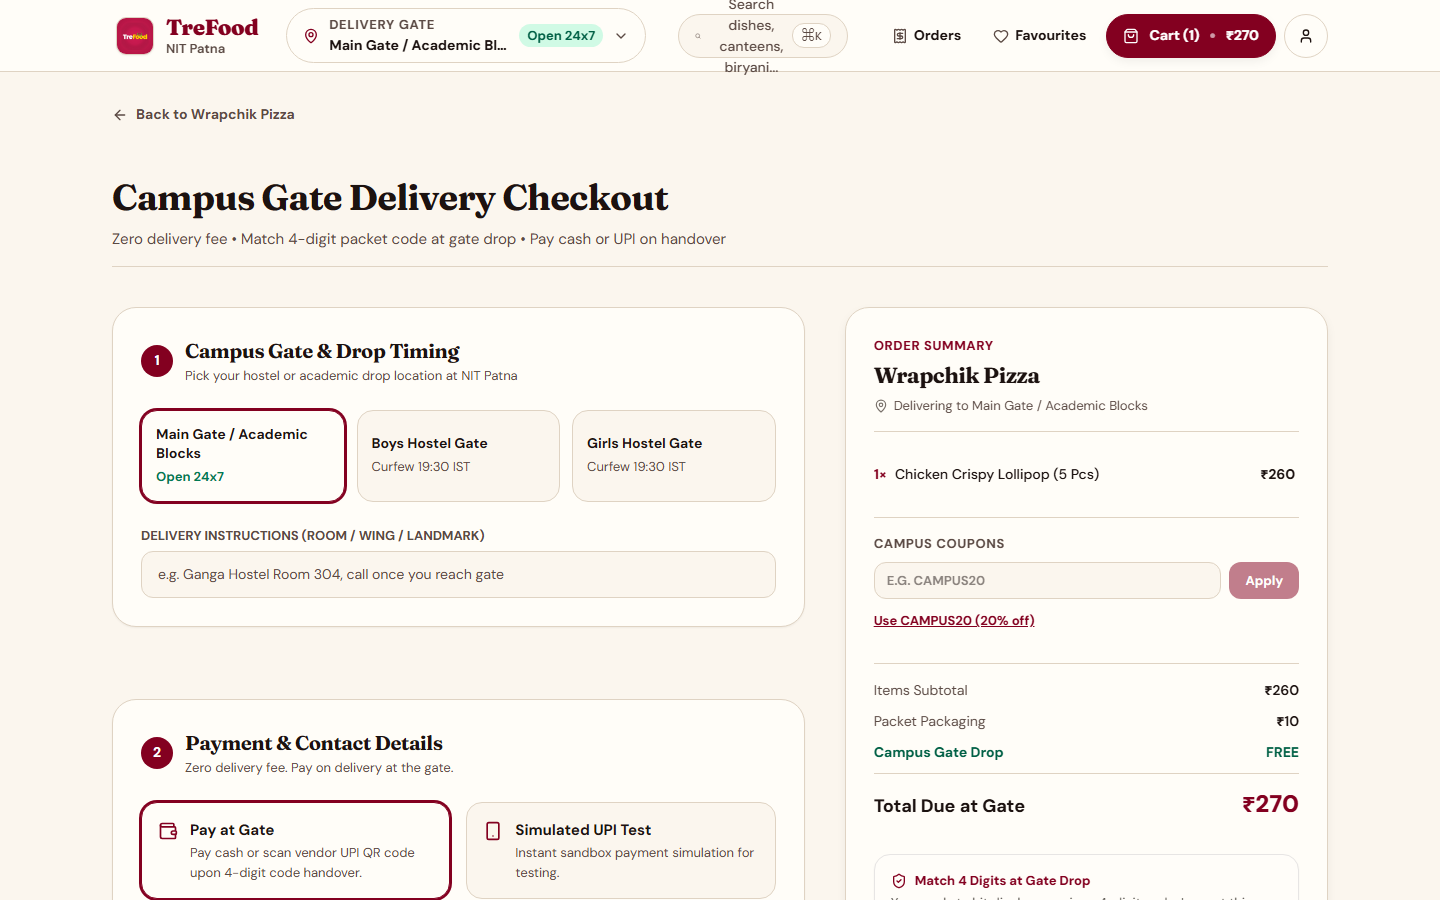 TreFood
TreFood
NIT Patna
DELIVERY GATE
Main Gate / Academic Bl...
Open 24x7
Search
dishes,
canteens,
biryani...
⌘K
Orders
Favourites
Cart (1) • ₹270
Back to Wrapchik Pizza
Campus Gate Delivery Checkout
Zero delivery fee • Match 4-digit packet code at gate drop • Pay cash or UPI on handover
1
Campus Gate & Drop Timing
Pick your hostel or academic drop location at NIT Patna
Main Gate / Academic
Blocks
Open 24x7
Boys Hostel Gate
Curfew 19:30 IST
Girls Hostel Gate
Curfew 19:30 IST
DELIVERY INSTRUCTIONS (ROOM / WING / LANDMARK)
e.g. Ganga Hostel Room 304, call once you reach gate
2
Payment & Contact Details
Zero delivery fee. Pay on delivery at the gate.
Pay at Gate
Pay cash or scan vendor UPI QR code
upon 4-digit code handover.
Simulated UPI Test
Instant sandbox payment simulation for
testing.
ORDER SUMMARY
Wrapchik Pizza
Delivering to Main Gate / Academic Blocks
1× Chicken Crispy Lollipop (5 Pcs) ₹260
CAMPUS COUPONS
E.G. CAMPUS20
Apply
Use CAMPUS20 (20% off)
Items Subtotal ₹260
Packet Packaging ₹10
Campus Gate Drop FREE
Total Due at Gate ₹270
Match 4 Digits at Gate Drop